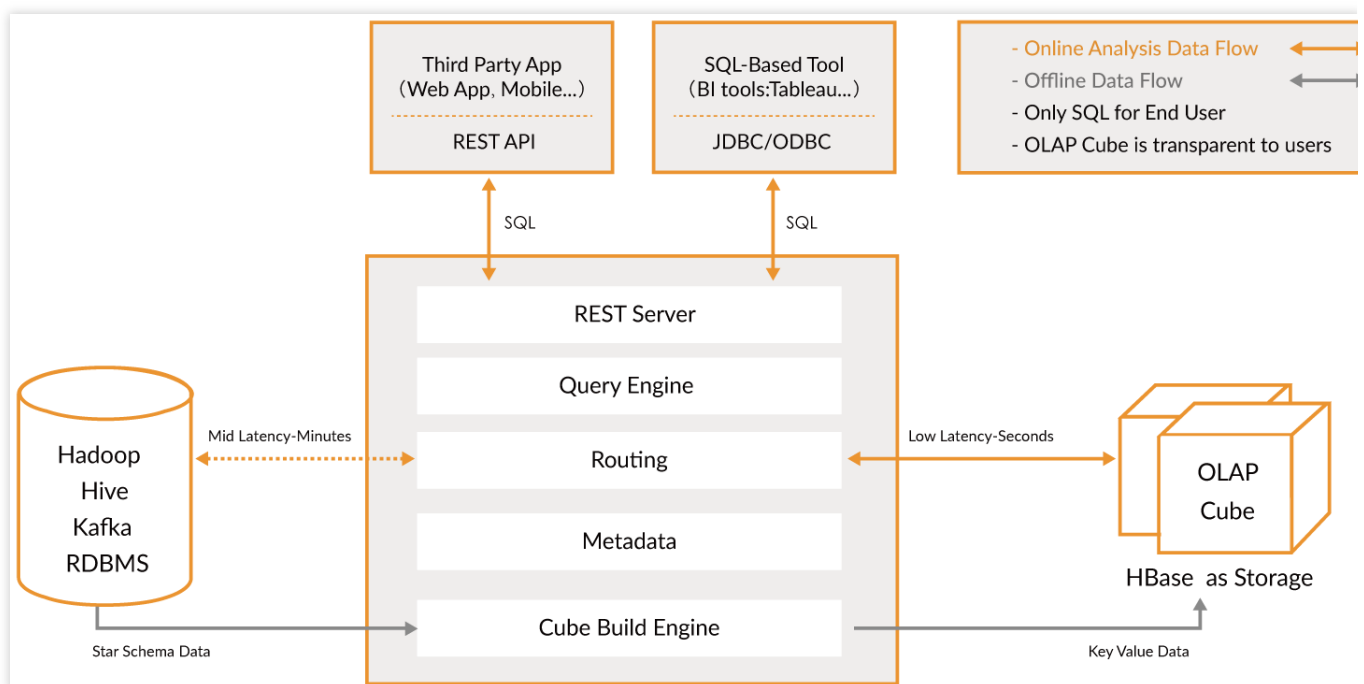 Third Party App
（Web App, Mobile...）
REST API
SQL-Based Tool
（BI tools:Tableau...）
JDBC/ODBC
- Online Analysis Data Flow
- Offline Data Flow
- Only SQL for End User
- OLAP Cube is transparent to users
SQL
SQL
REST Server
Query Engine
Routing
Metadata
Cube Build Engine
Mid Latency-Minutes
Low Latency-Seconds
Hadoop
Hive
Kafka
RDBMS
OLAP
Cube
HBase as Storage
Star Schema Data
Key Value Data